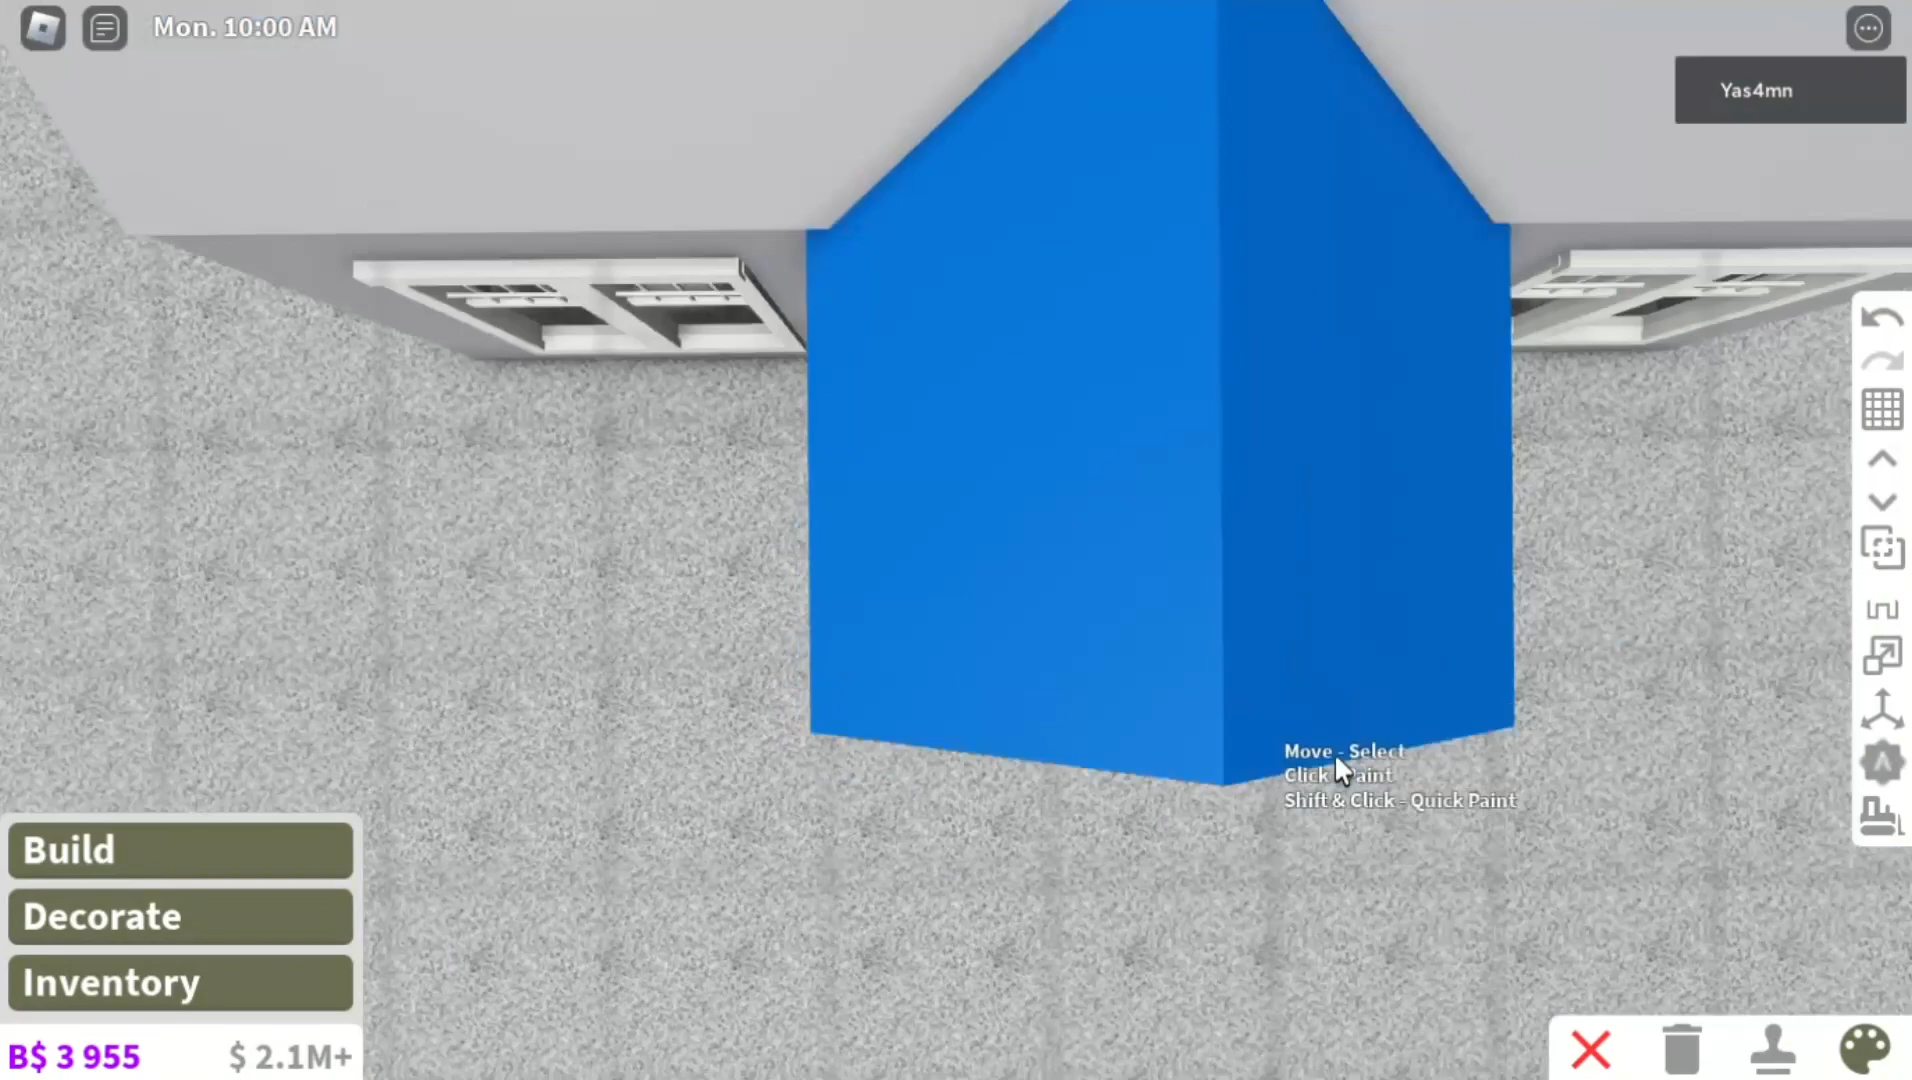 Mon. 10:00 AM
Yas4mn
Move - Select
Click Paint
Shift & Click - Quick Paint
Build
Decorate
Inventory
B$ 3 955
$ 2.1M+